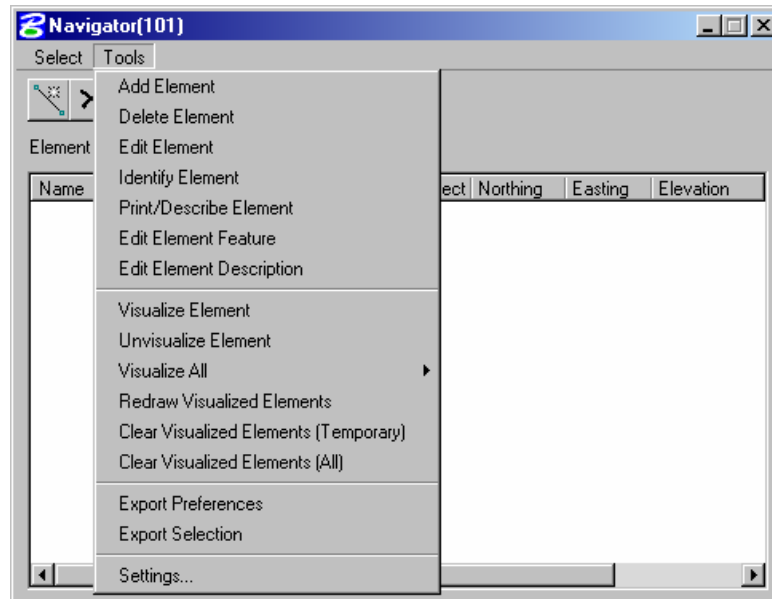 Navigator(101)
Select Tools
Element
Name Northing Easting Elevation
Add Element
Delete Element
Edit Element
Identify Element
Print/Describe Element
Edit Element Feature
Edit Element Description
Visualize Element
Unvisualize Element
Visualize All
Redraw Visualized Elements
Clear Visualized Elements (Temporary)
Clear Visualized Elements (All)
Export Preferences
Export Selection
Settings...